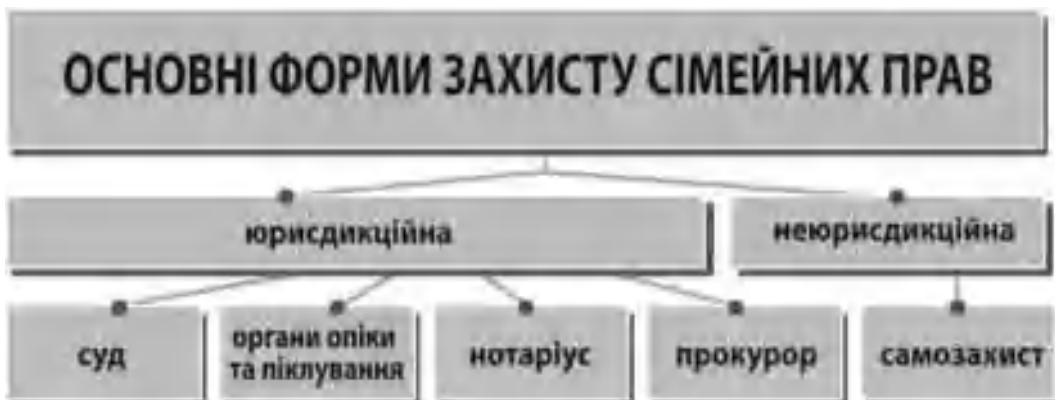 ОСНОВНІ ФОРМИ ЗАХИСТУ СІМЕЙНИХ ПРАВ
юрисдикційна
неюрисдикційна
суд
органи опіки
та піклування
нотаріус
прокурор
самозахист